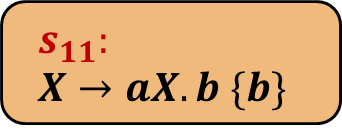 s₁₁:
X → aX.b {b}